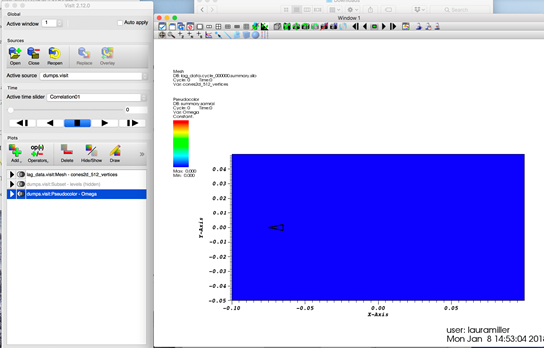 Visit 2.12.0
Global
Active window 1 Auto apply
Sources
Open Close Reopen Replace Overlay
Active source dumps.visit
Time
Active time slider Correlation01
0
Plots
Add Operators Delete Hide/Show Draw »
lag_data.visit:Mesh - cones2d_512_vertices
dumps.visit:Subset - levels (hidden)
dumps.visit:Pseudocolor - Omega
Downloads
Search
Window 1
Mesh
DB: lag_data.cycle_000000.summary.silo
Cycle: 0 Time:0
Var: cones2d_512_vertices
Pseudocolor
DB: summary.samrai
Cycle: 0 Time:0
Var: Omega
Constant.
Max: 0.000
Min: 0.000
0.04
0.03
0.02
0.01
0.00
-0.01
-0.02
-0.03
-0.04
-0.05
Y-Axis
-0.10 -0.05 0.00 0.05
X-Axis
user: lauramiller
Mon Jan 8 14:53:04 2018